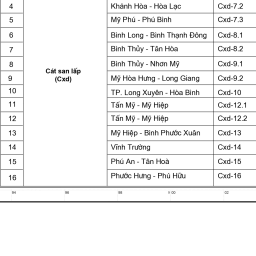 4 Khánh Hòa - Hòa Lạc Cxd-7.2
5 Mỹ Phú - Phú Bình Cxd-7.3
6 Bình Long - Bình Thạnh Đông Cxd-8.1
7 Bình Thủy - Tân Hòa Cxd-8.2
8 Bình Thủy - Nhơn Mỹ Cxd-9.1
Cát san lấp
9 Mỹ Hòa Hưng - Long Giang Cxd-9.2
(Cxd)
10 TP. Long Xuyên - Hòa Bình Cxd-10
11 Tấn Mỹ - Mỹ Hiệp Cxd-12.1
12 Tấn Mỹ - Mỹ Hiệp Cxd-12.2
13 Mỹ Hiệp - Bình Phước Xuân Cxd-13
14 Vĩnh Trường Cxd-14
15 Phú An - Tân Hoà Cxd-15
16 Phước Hưng - Phú Hữu Cxd-16